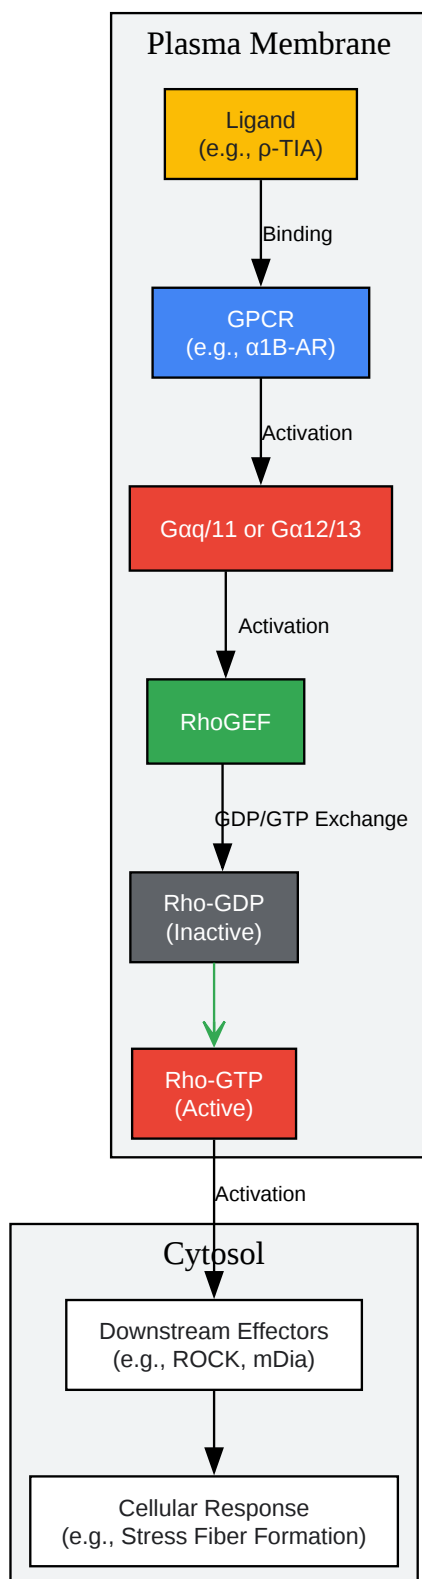 Plasma Membrane
Ligand
(e.g., ρ-TIA)
Binding
GPCR
(e.g., α1B-AR)
Activation
Gαq/11 or Gα12/13
Activation
RhoGEF
GDP/GTP Exchange
Rho-GDP
(Inactive)
Rho-GTP
(Active)
Activation
Cytosol
Downstream Effectors
(e.g., ROCK, mDia)
Cellular Response
(e.g., Stress Fiber Formation)